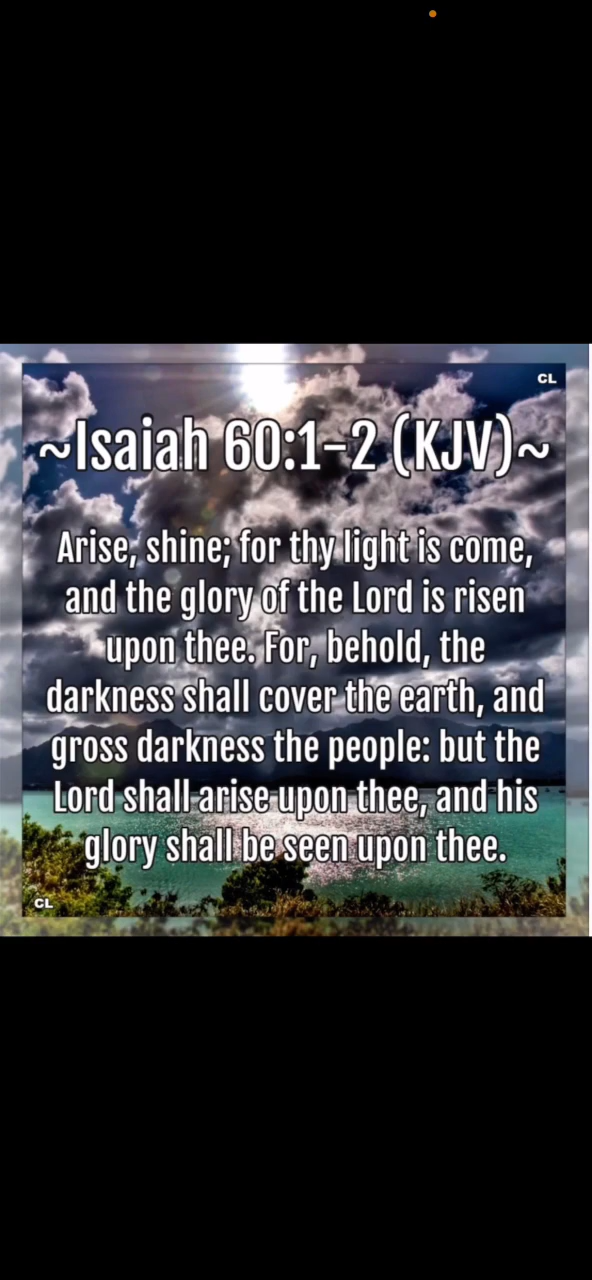 CL
~Isaiah 60:1-2 (KJV)~
Arise, shine; for thy light is come,
and the glory of the Lord is risen
upon thee. For, behold, the
darkness shall cover the earth, and
gross darkness the people: but the
Lord shall arise upon thee, and his
glory shall be seen upon thee.
CL